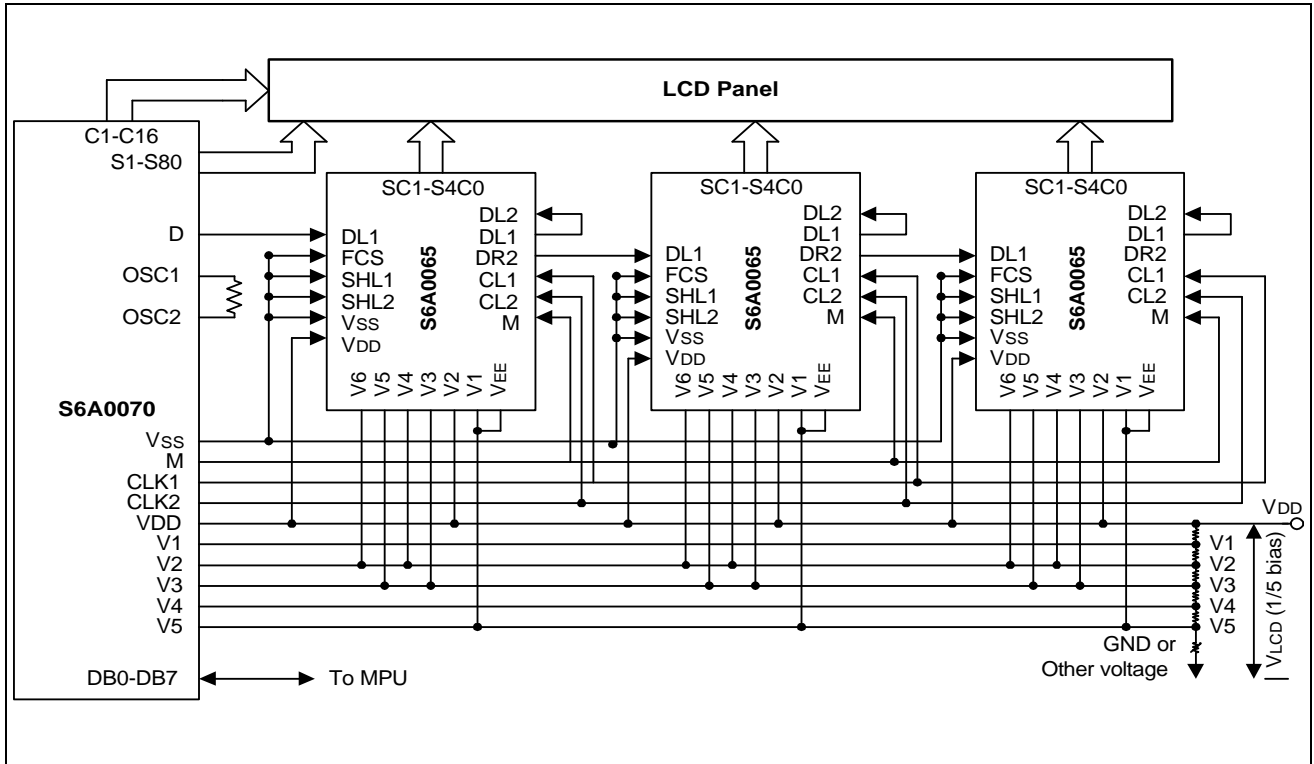 LCD Panel
C1-C16
S1-S80
D
OSC1
OSC2
S6A0070
VSS
M
CLK1
CLK2
VDD
V1
V2
V3
V4
V5
DB0-DB7
To MPU
SC1-S4C0
DL1
FCS
SHL1
SHL2
VSS
VDD
S6A0065
DL2
DL1
DR2
CL1
CL2
M
V6
V5
V4
V3
V2
V1
VEE
SC1-S4C0
DL1
FCS
SHL1
SHL2
VSS
VDD
S6A0065
DL2
DL1
DR2
CL1
CL2
M
V6
V5
V4
V3
V2
V1
VEE
SC1-S4C0
DL1
FCS
SHL1
SHL2
VSS
VDD
S6A0065
DL2
DL1
DR2
CL1
CL2
M
V6
V5
V4
V3
V2
V1
VEE
VDD
V1
V2
V3
V4
V5
VLCD (1/5 bias)
GND or
Other voltage